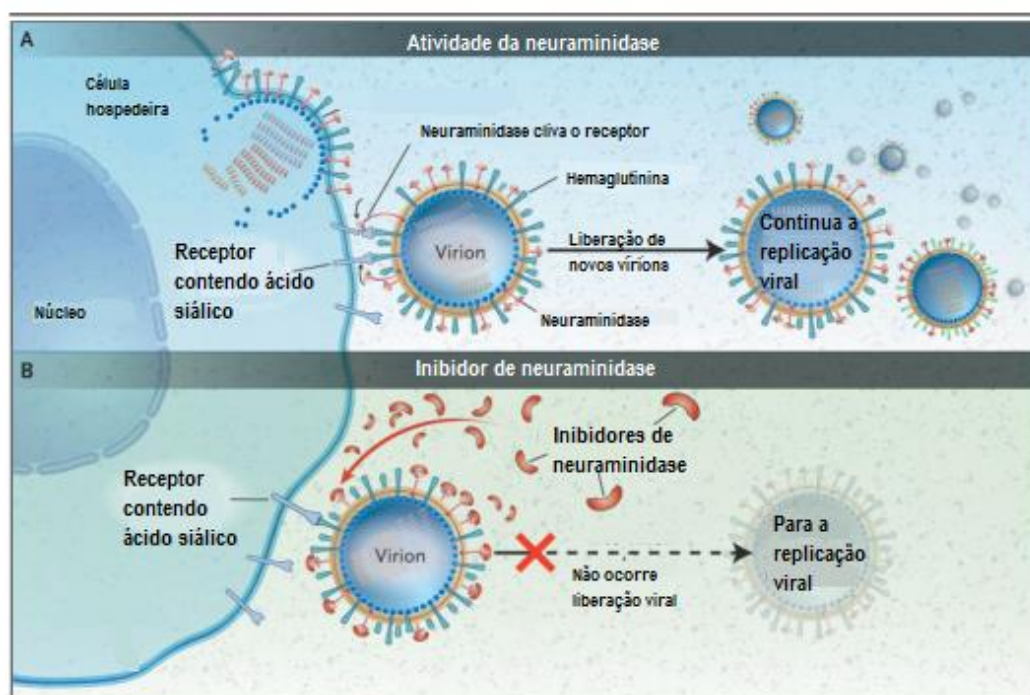 A
Atividade da neuraminidase
Célula
hospedeira
Neuraminidase cliva o receptor
Hemaglutinina
Virion
Liberação de
novos víríons
Continua a
replicação
viral
Receptor
contendo ácido
siálico
Núcleo
Neuraminidase
B
Inibidor de neuraminidase
Inibidores de
neuraminidase
Receptor
contendo
ácido siálico
Virion
Não ocorre
liberação viral
Para a
replicação
viral